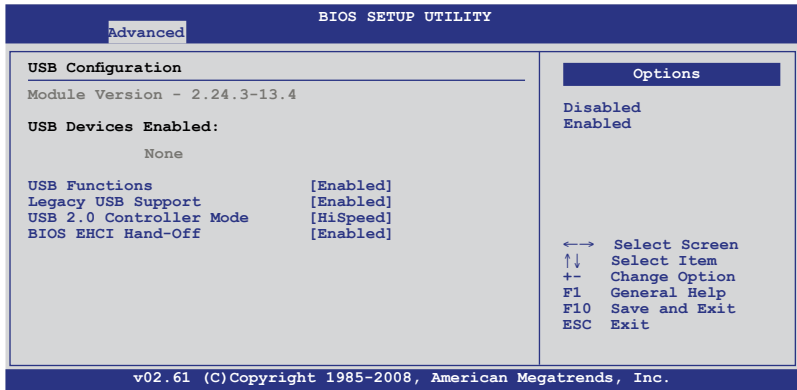 BIOS SETUP UTILITY
Advanced
USB Configuration
Module Version - 2.24.3-13.4
USB Devices Enabled:
None
USB Functions [Enabled]
Legacy USB Support [Enabled]
USB 2.0 Controller Mode [HiSpeed]
BIOS EHCI Hand-Off [Enabled]
Options
Disabled
Enabled
←→ Select Screen
↑↓ Select Item
+- Change Option
F1 General Help
F10 Save and Exit
ESC Exit
v02.61 (C)Copyright 1985-2008, American Megatrends, Inc.